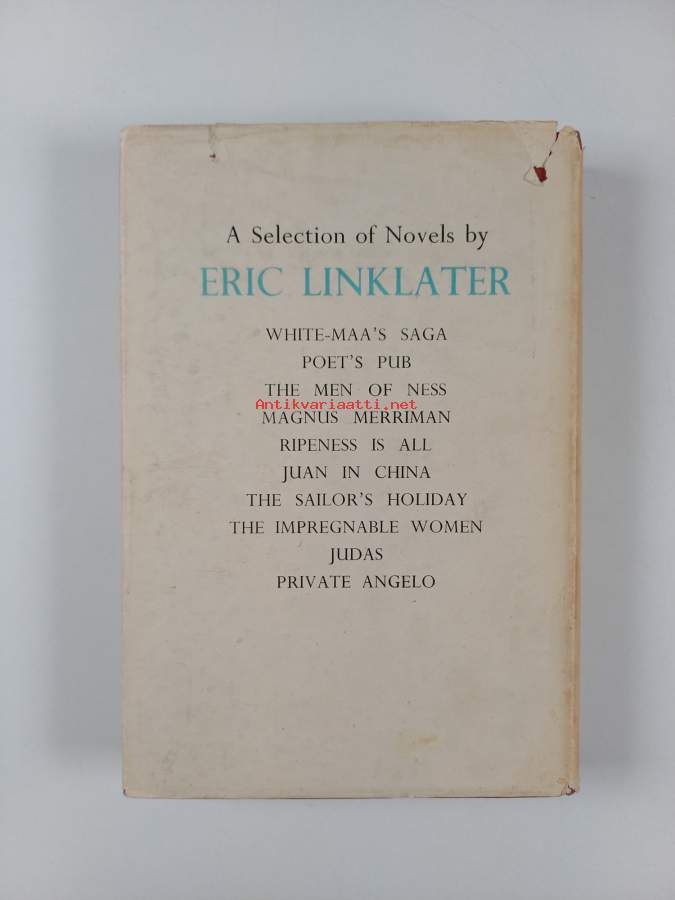 A Selection of Novels by
ERIC LINKLATER
WHITE-MAA'S SAGA
POET'S PUB
THE MEN OF NESS
Antikvariaatti.net
MAGNUS MERRIMAN
RIPENESS IS ALL
JUAN IN CHINA
THE SAILOR'S HOLIDAY
THE IMPREGNABLE WOMEN
JUDAS
PRIVATE ANGELO